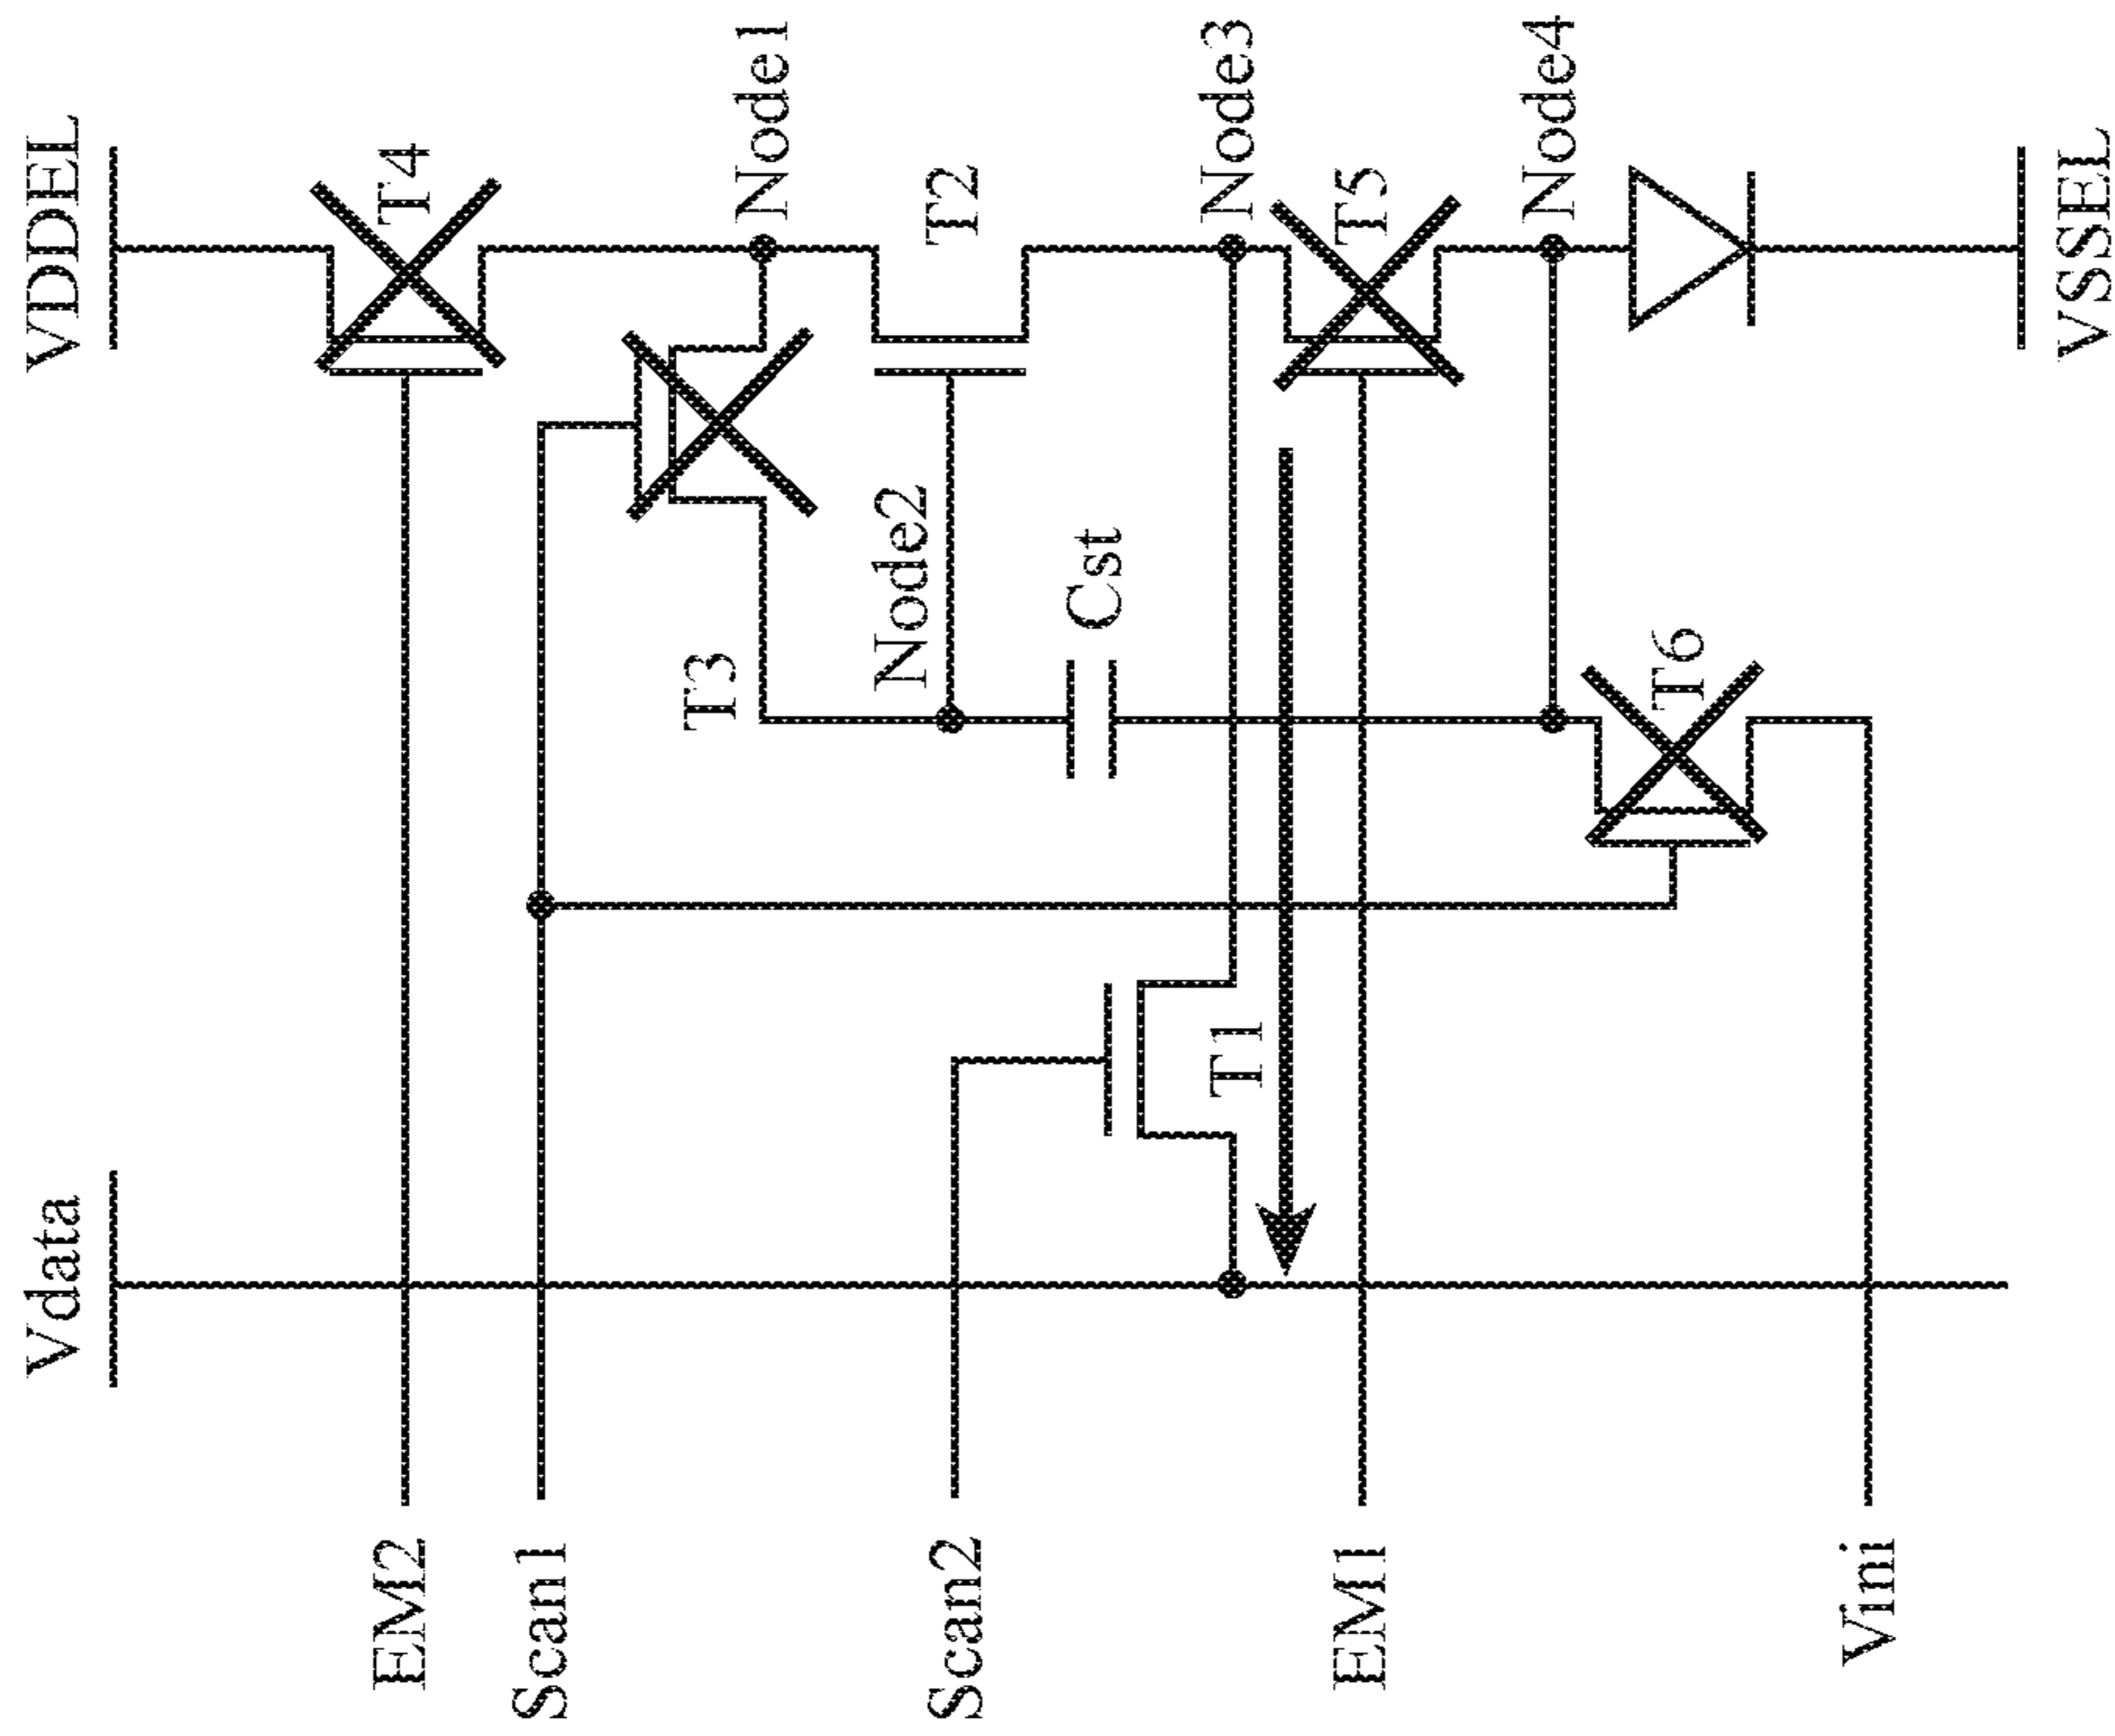 VDDEL
T4
Node1
T2
Node3
T5
Node4
VSSEL
T3
Node2
Cst
T6
T1
Vdata
EM2
Scan1
Scan2
EM1
Vini